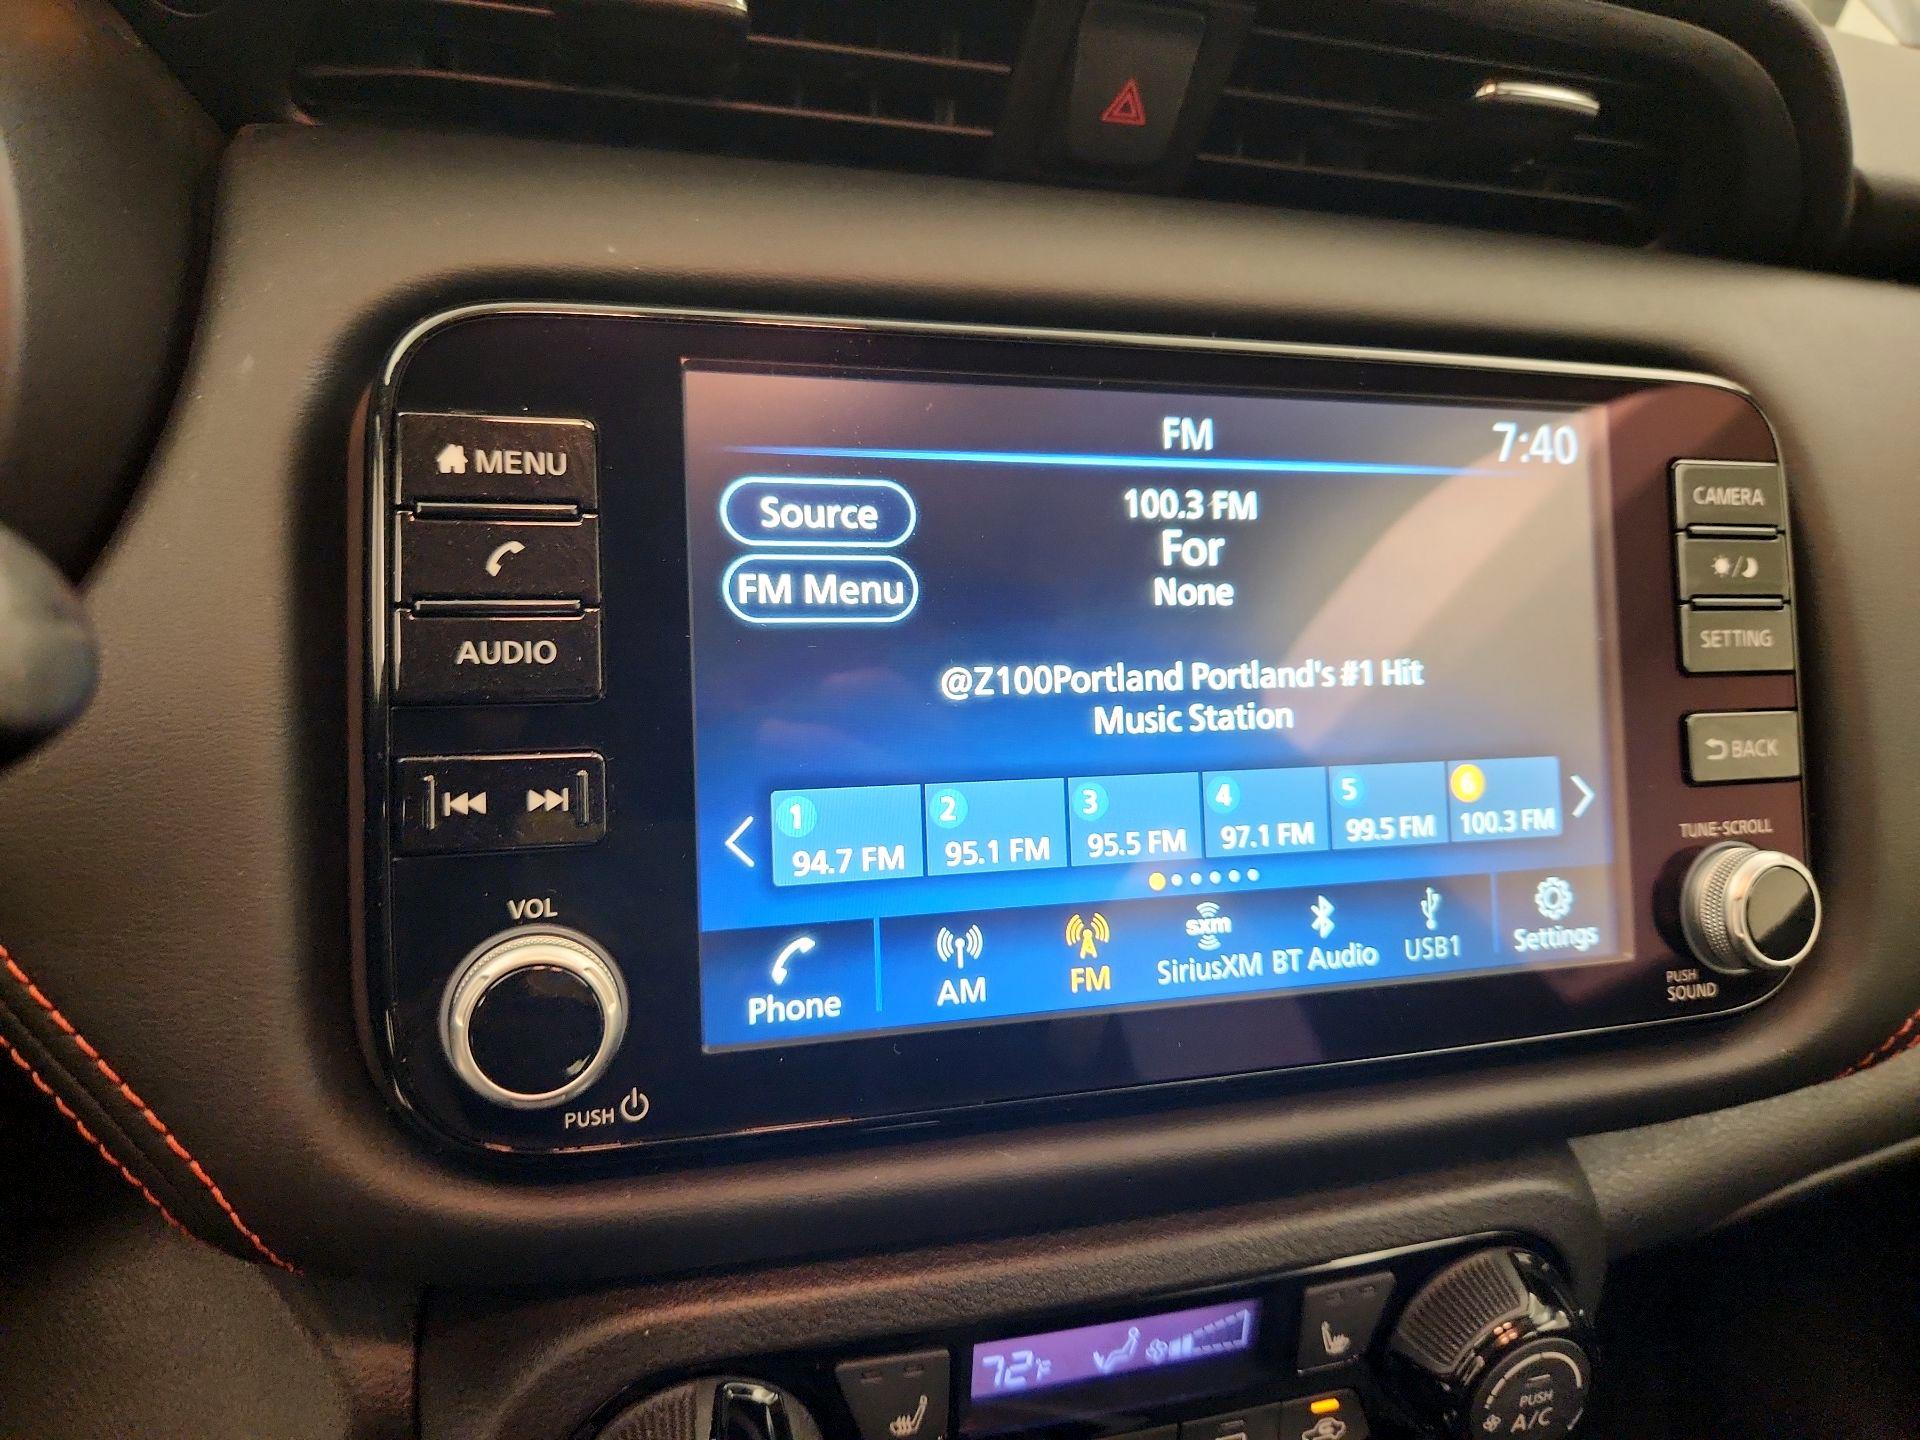 MENU
AUDIO
VOL
PUSH
FM
7:40
Source
FM Menu
100.3 FM
For
None
@Z100Portland Portland's #1 Hit
Music Station
1
94.7 FM
2
95.1 FM
3
95.5 FM
4
97.1 FM
5
99.5 FM
6
100.3 FM
Phone
AM
FM
sxm
SiriusXM
BT Audio
USB1
Settings
CAMERA
SETTING
BACK
TUNE-SCROLL
PUSH
SOUND
72°F
PUSH
A/C